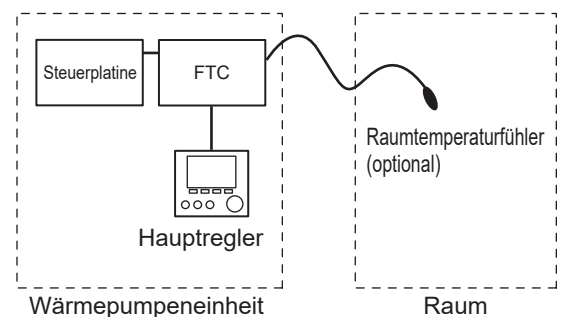 Steuerplatine
FTC
Raumtemperaturfühler
(optional)
Hauptregler
Wärmepumpeneinheit
Raum